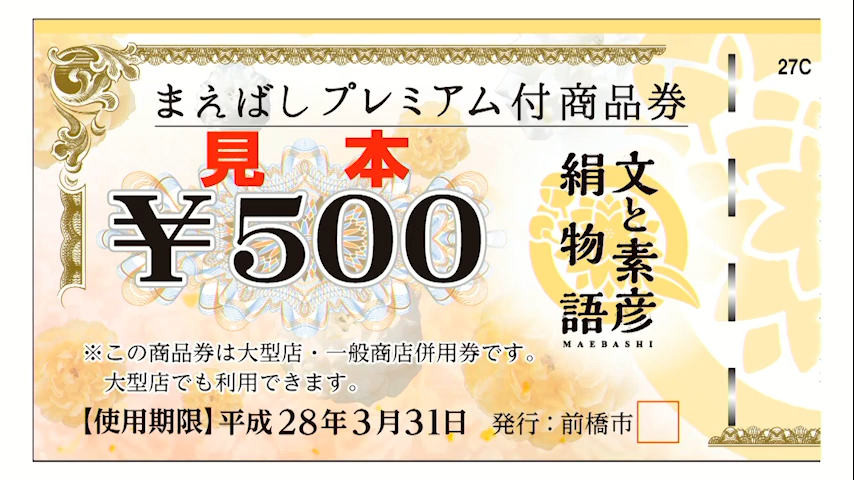 27C
まえばしプレミアム付商品券
見本
¥500
文と素彦
絹物語
MAEBASHI
※この商品券は大型店・一般商店併用券です。
大型店でも利用できます。
【使用期限】平成28年3月31日 発行:前橋市